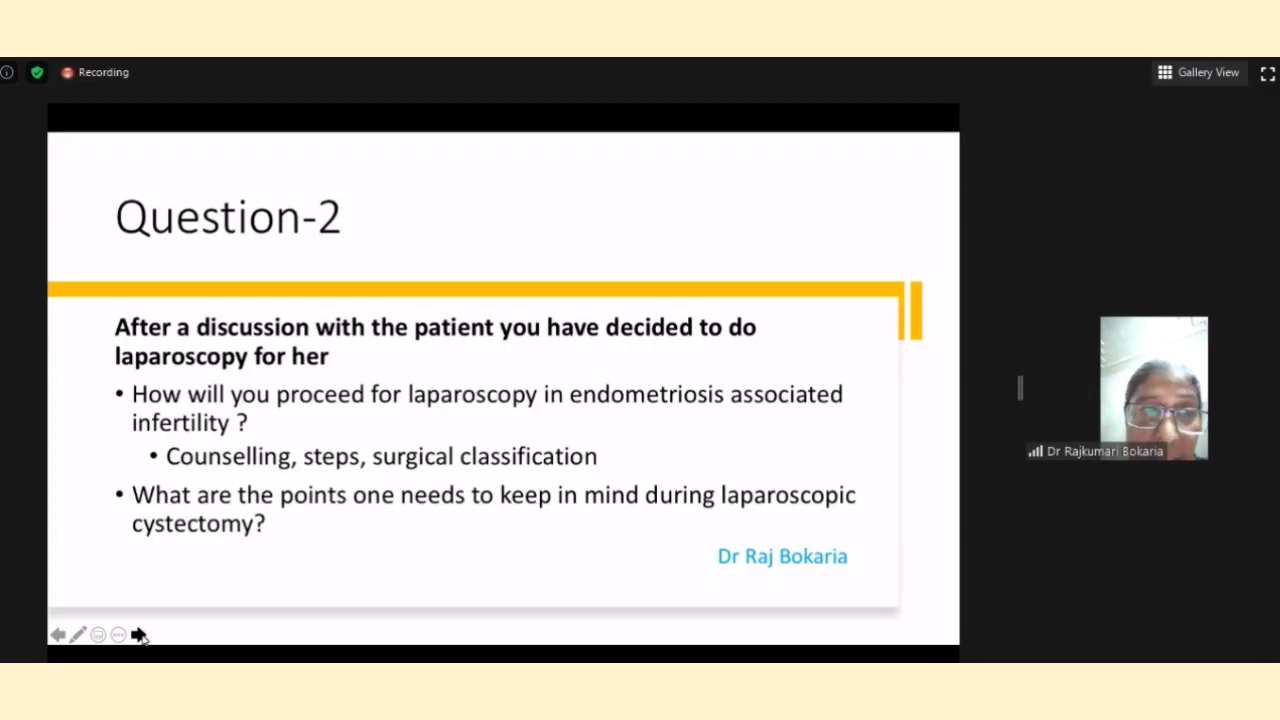 Recording
Gallery View
Question-2
After a discussion with the patient you have decided to do
laparoscopy for her
• How will you proceed for laparoscopy in endometriosis associated
infertility ?
• Counselling, steps, surgical classification
• What are the points one needs to keep in mind during laparoscopic
cystectomy?
Dr Raj Bokaria
Dr Rajkumari Bokaria